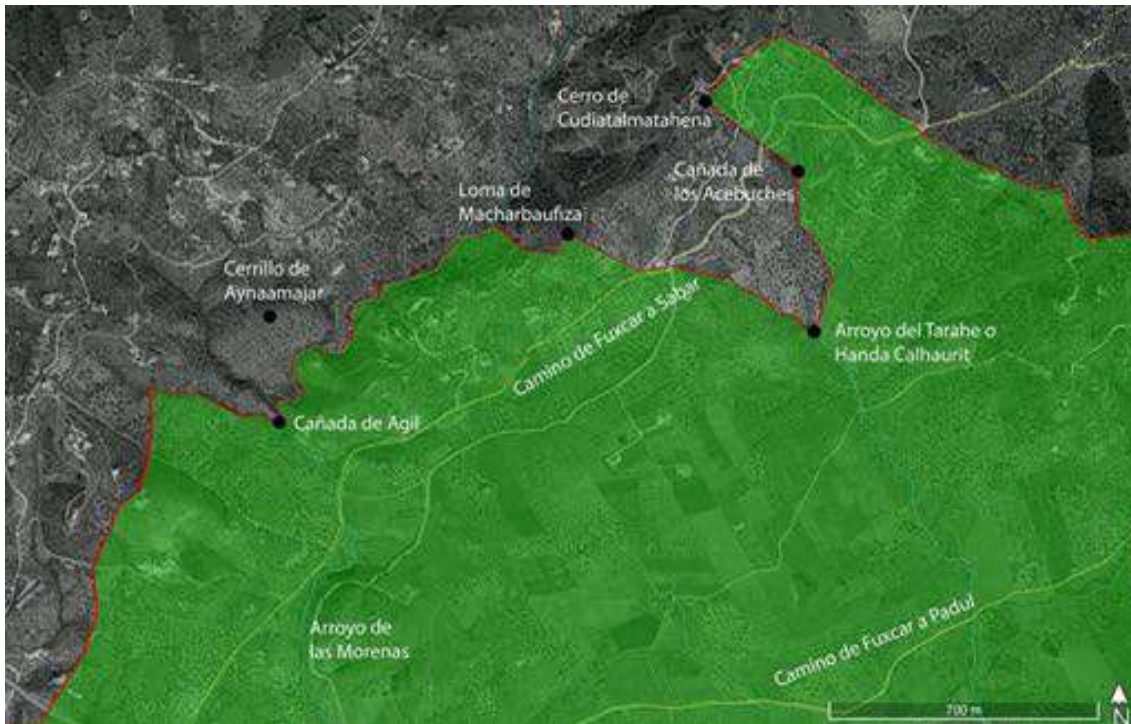 Cerro de
Cudiatalmatahena
Cañada de
los Acebuches
Loma de
Macharbaufiza
Cerrillo de
Aynaamajar
Camino de Fuxcar a Sabar
Arroyo del Tarahe o
Handa Calhaurit
Cañada de Agil
Arroyo de
las Morenas
Camino de Fuxcar a Padul
700 m
N